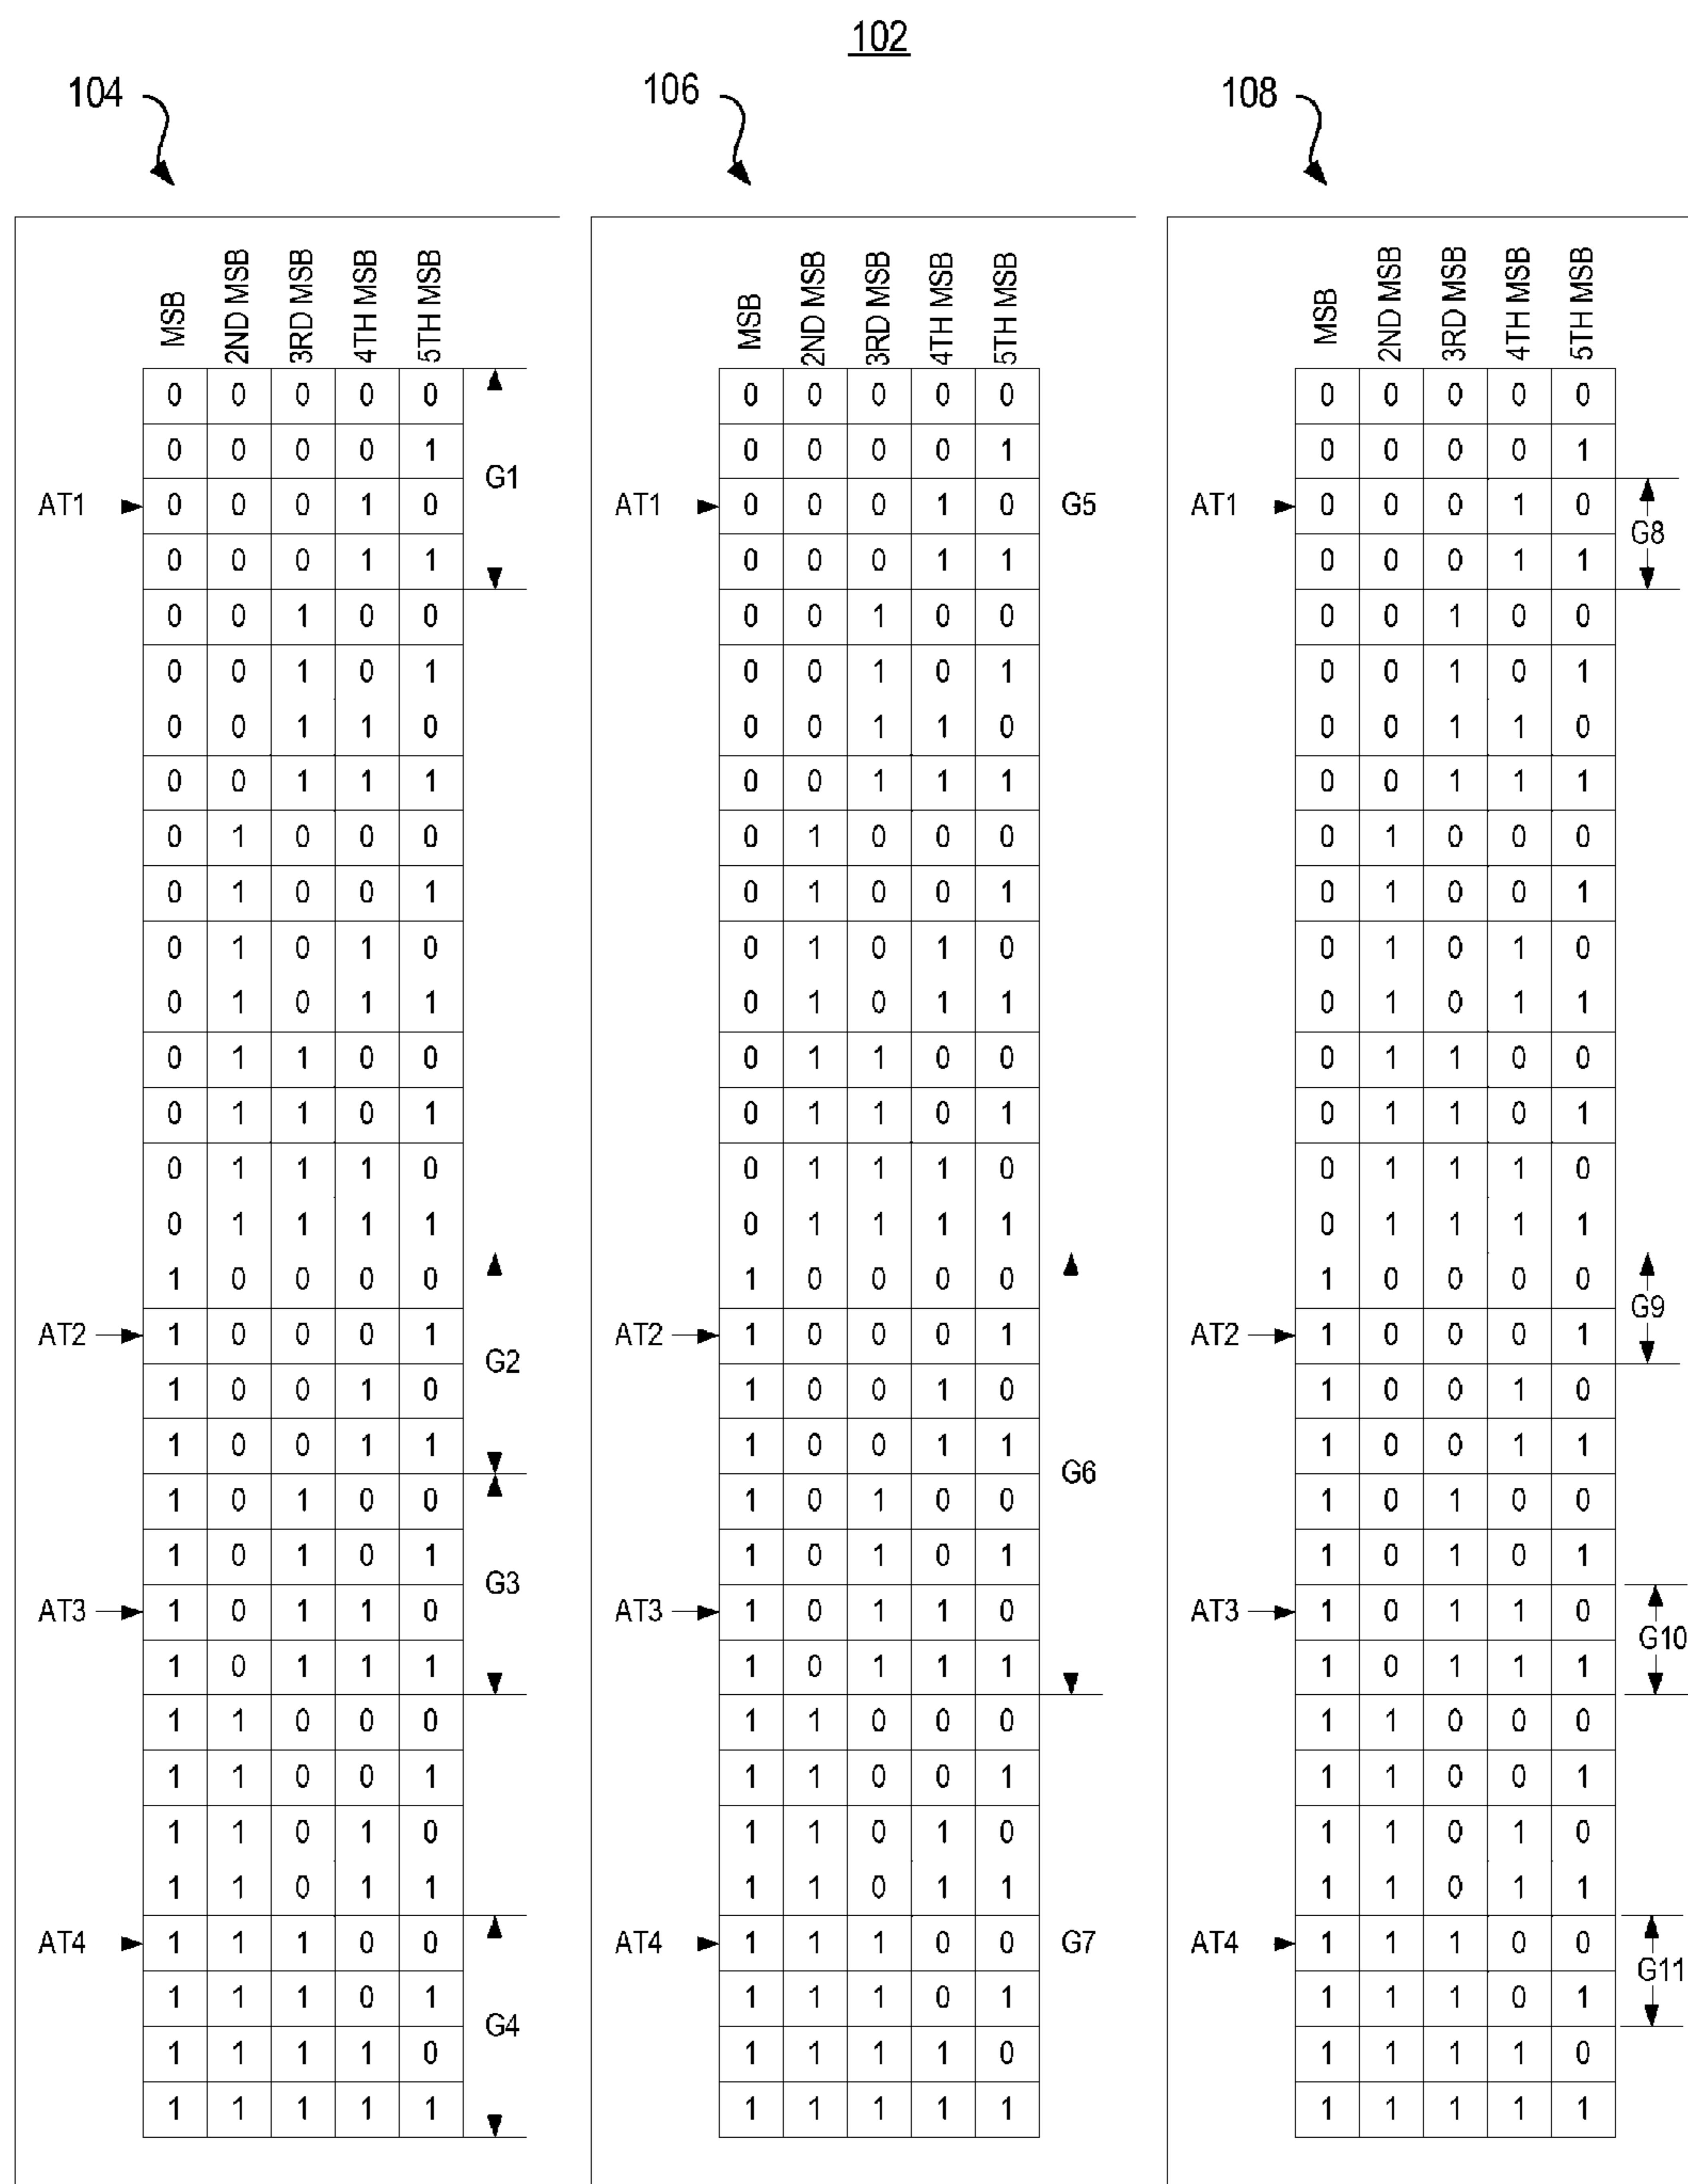 102
104
106
108
MSB 2ND MSB 3RD MSB 4TH MSB 5TH MSB
0 0 0 0 0
0 0 0 0 1
G1
AT1 0 0 0 1 0
0 0 0 1 1
0 0 1 0 0
0 0 1 0 1
0 0 1 1 0
0 0 1 1 1
0 1 0 0 0
0 1 0 0 1
0 1 0 1 0
0 1 0 1 1
0 1 1 0 0
0 1 1 0 1
0 1 1 1 0
0 1 1 1 1
1 0 0 0 0
AT2 1 0 0 0 1
G2
1 0 0 1 0
1 0 0 1 1
1 0 1 0 0
1 0 1 0 1
G3
AT3 1 0 1 1 0
1 0 1 1 1
1 1 0 0 0
1 1 0 0 1
1 1 0 1 0
1 1 0 1 1
AT4 1 1 1 0 0
1 1 1 0 1
G4
1 1 1 1 0
1 1 1 1 1
MSB 2ND MSB 3RD MSB 4TH MSB 5TH MSB
0 0 0 0 0
0 0 0 0 1
AT1 0 0 0 1 0 G5
0 0 0 1 1
0 0 1 0 0
0 0 1 0 1
0 0 1 1 0
0 0 1 1 1
0 1 0 0 0
0 1 0 0 1
0 1 0 1 0
0 1 0 1 1
0 1 1 0 0
0 1 1 0 1
0 1 1 1 0
0 1 1 1 1
1 0 0 0 0
AT2 1 0 0 0 1
1 0 0 1 0
1 0 0 1 1
G6
1 0 1 0 0
1 0 1 0 1
AT3 1 0 1 1 0
1 0 1 1 1
1 1 0 0 0
1 1 0 0 1
1 1 0 1 0
1 1 0 1 1
AT4 1 1 1 0 0 G7
1 1 1 0 1
1 1 1 1 0
1 1 1 1 1
MSB 2ND MSB 3RD MSB 4TH MSB 5TH MSB
0 0 0 0 0
0 0 0 0 1
AT1 0 0 0 1 0
G8
0 0 0 1 1
0 0 1 0 0
0 0 1 0 1
0 0 1 1 0
0 0 1 1 1
0 1 0 0 0
0 1 0 0 1
0 1 0 1 0
0 1 0 1 1
0 1 1 0 0
0 1 1 0 1
0 1 1 1 0
0 1 1 1 1
1 0 0 0 0
G9
AT2 1 0 0 0 1
1 0 0 1 0
1 0 0 1 1
1 0 1 0 0
1 0 1 0 1
AT3 1 0 1 1 0
G10
1 0 1 1 1
1 1 0 0 0
1 1 0 0 1
1 1 0 1 0
1 1 0 1 1
AT4 1 1 1 0 0
G11
1 1 1 0 1
1 1 1 1 0
1 1 1 1 1